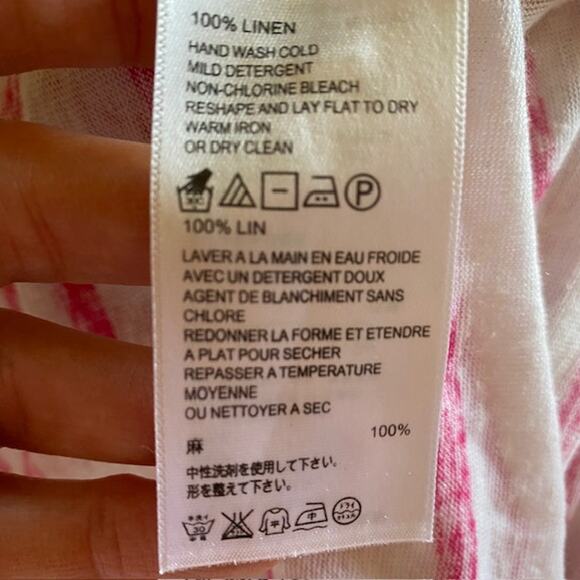 100% LINEN
HAND WASH COLD
MILD DETERGENT
NON-CHLORINE BLEACH
RESHAPE AND LAY FLAT TO DRY
WARM IRON
OR DRY CLEAN
P
100% LIN
LAVER A LA MAIN EN EAU FROIDE
AVEC UN DETERGENT DOUX
AGENT DE BLANCHIMENT SANS
CHLORE
REDONNER LA FORME ET ETENDRE
A PLAT POUR SECHER
REPASSER A TEMPERATURE
MOYENNE
OU NETTOYER A SEC
麻 100%
中性洗剤を使用して下さい。
形を整えて下さい。
30 平 中